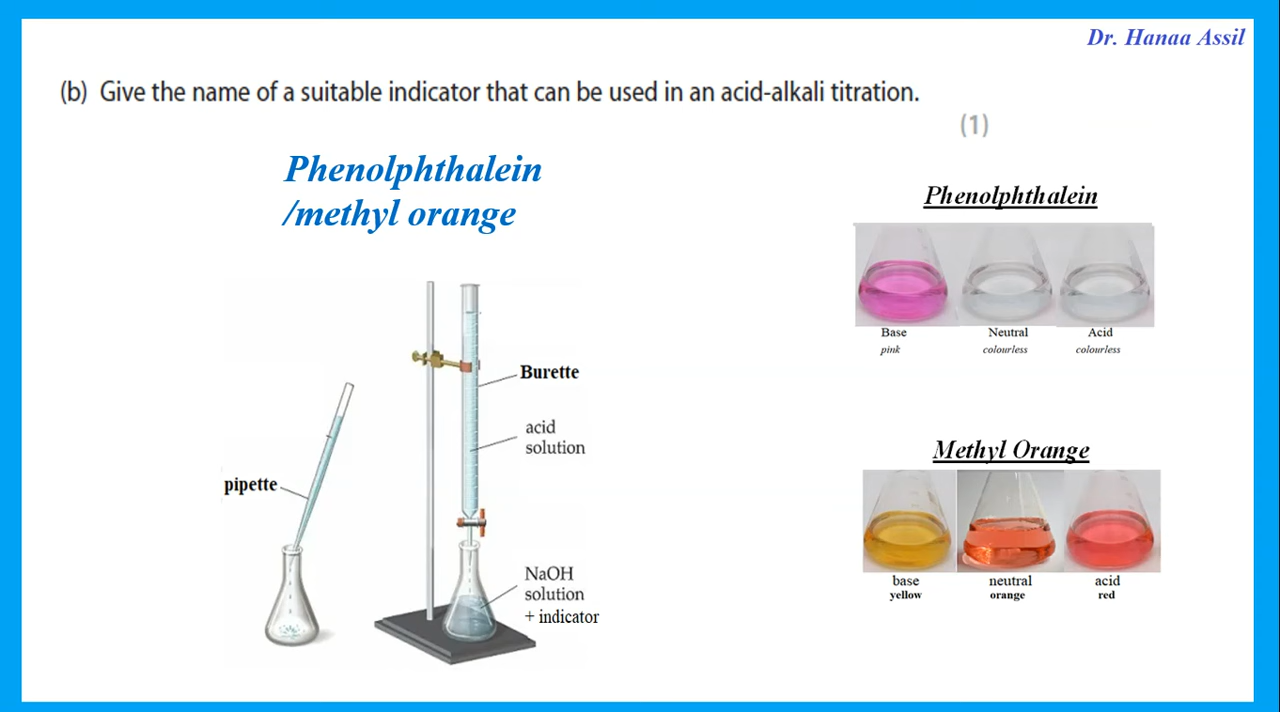 Dr. Hanaa Assil
(b) Give the name of a suitable indicator that can be used in an acid-alkali titration.
(1)
Phenolphthalein
/methyl orange
Phenolphthalein
Base
Neutral
Acid
pink
colourless
colourless
Burette
acid
solution
pipette
NaOH
solution
+ indicator
Methyl Orange
base
neutral
acid
yellow
orange
red